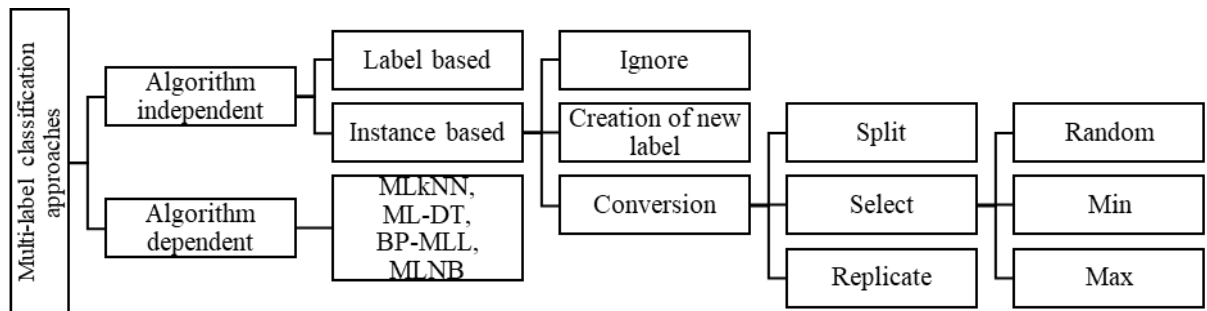 Multi-label classification
approaches
Algorithm
independent
Algorithm
dependent
Label based
Instance based
MLkNN,
ML-DT,
BP-MLL,
MLNB
Ignore
Creation of new
label
Conversion
Split
Select
Replicate
Random
Min
Max